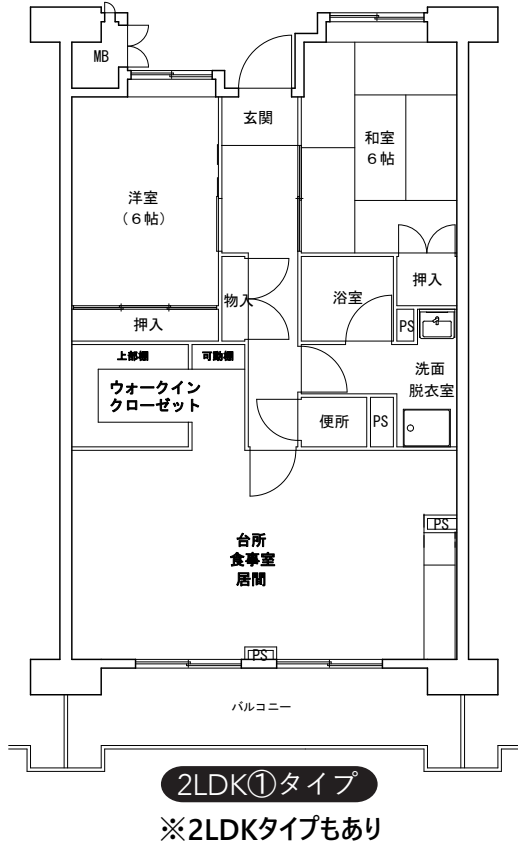 MB
玄関
和室
6帖
洋室
(6帖)
物入
浴室
押入
押入
PS
上部棚
可動棚
洗面
脱衣室
ウォークイン
クローゼット
便所
PS
PS
台所
食事室
居間
PS
バルコニー
2LDK①タイプ
※2LDKタイプもあり